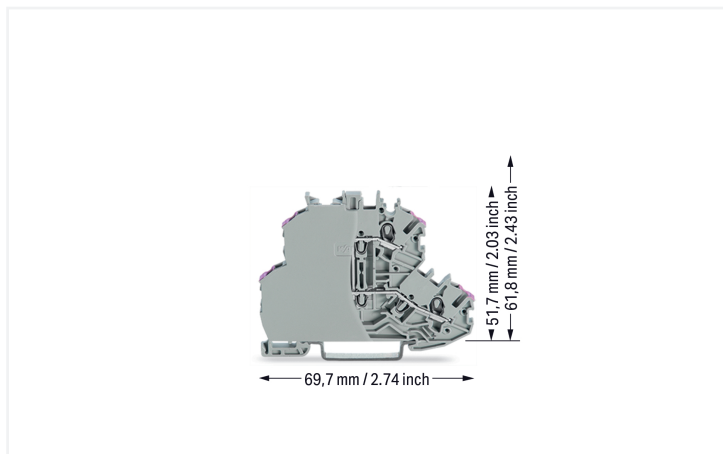 51,7 mm / 2.03 inch
61,8 mm / 2.43 inch
69,7 mm / 2.74 inch